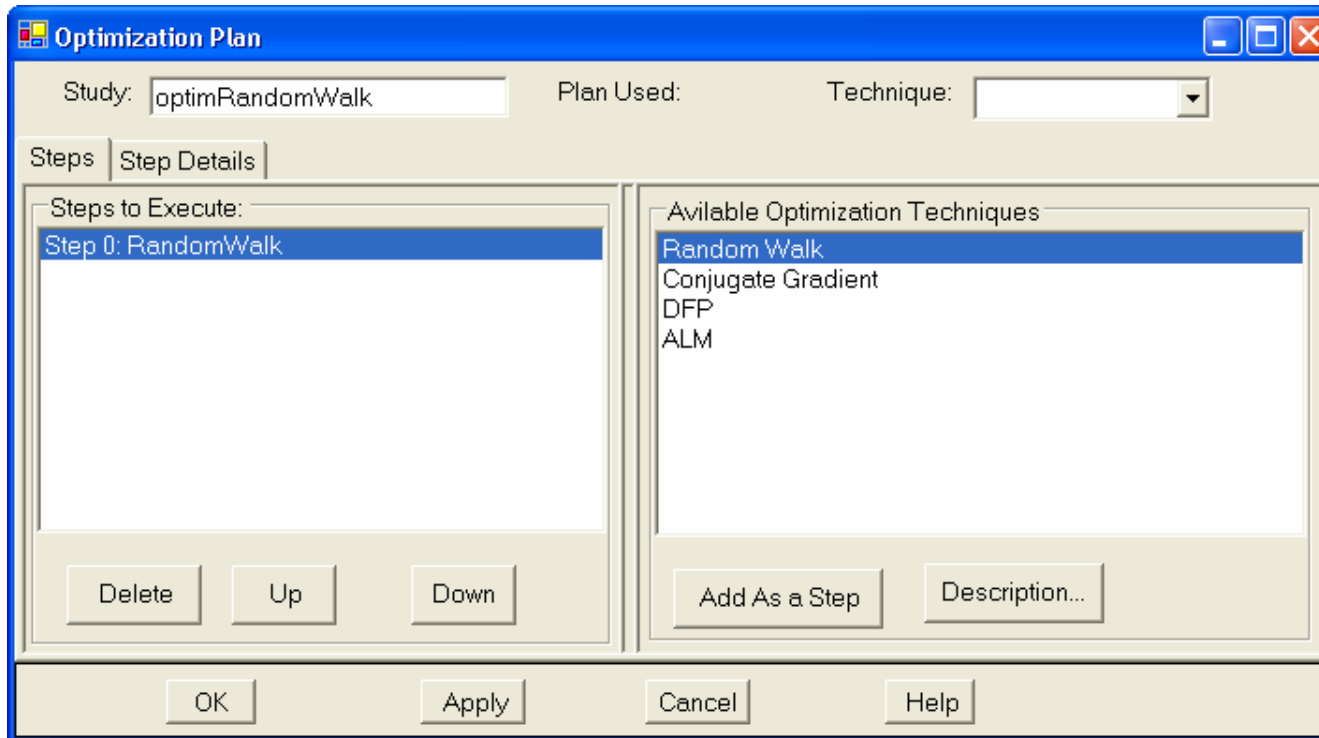 Optimization Plan
Study: optimRandomWalk Plan Used: Technique:
Steps Step Details
Steps to Execute:
Step 0: RandomWalk
Delete Up Down
Avilable Optimization Techniques
Random Walk
Conjugate Gradient
DFP
ALM
Add As a Step Description...
OK Apply Cancel Help